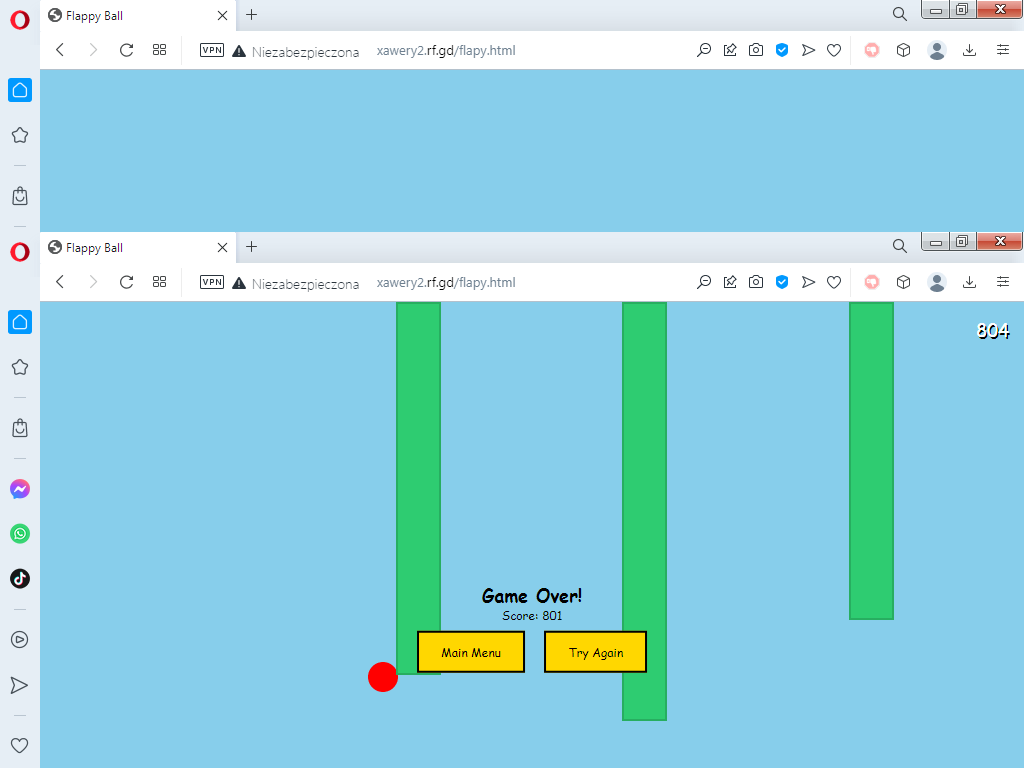 Flappy Ball
VPN
Niezabezpieczona
xawery2.rf.gd/flapy.html
Flappy Ball
VPN
Niezabezpieczona
xawery2.rf.gd/flapy.html
804
Game Over!
Score: 801
Main Menu
Try Again